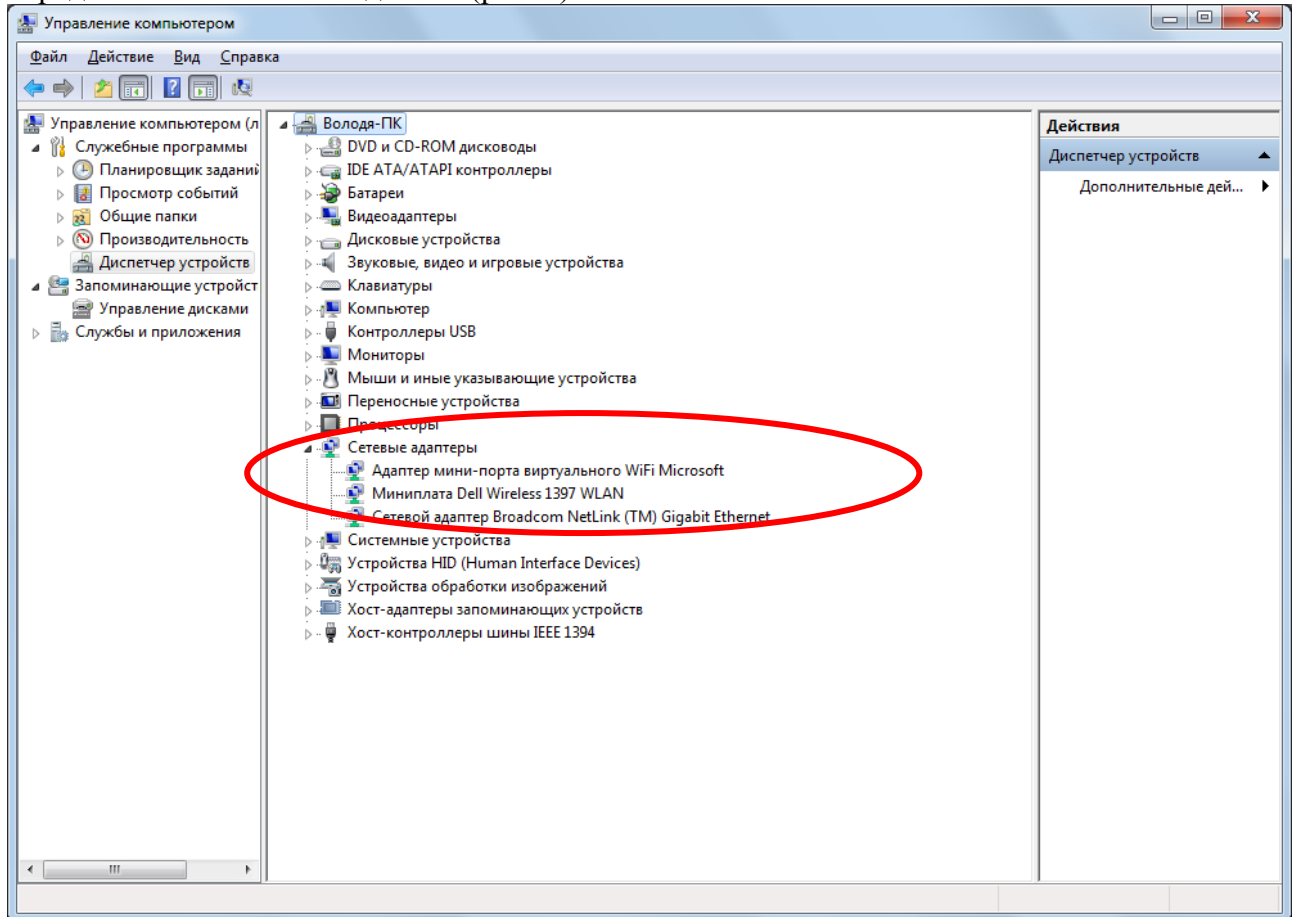 Управление компьютером
Файл Действие Вид Справка
Управление компьютером (л
Служебные программы
Планировщик заданий
Просмотр событий
Общие папки
Производительность
Диспетчер устройств
Запоминающие устройст
Управление дисками
Службы и приложения
Володя-ПК
DVD и CD-ROM дисководы
IDE ATA/ATAPI контроллеры
Батареи
Видеоадаптеры
Дисковые устройства
Звуковые, видео и игровые устройства
Клавиатуры
Компьютер
Контроллеры USB
Мониторы
Мыши и иные указывающие устройства
Переносные устройства
Процессоры
Сетевые адаптеры
Адаптер мини-порта виртуального WiFi Microsoft
Миниплата Dell Wireless 1397 WLAN
Сетевой адаптер Broadcom NetLink (TM) Gigabit Ethernet
Системные устройства
Устройства HID (Human Interface Devices)
Устройства обработки изображений
Хост-адаптеры запоминающих устройств
Хост-контроллеры шины IEEE 1394
Действия
Диспетчер устройств
Дополнительные дей...